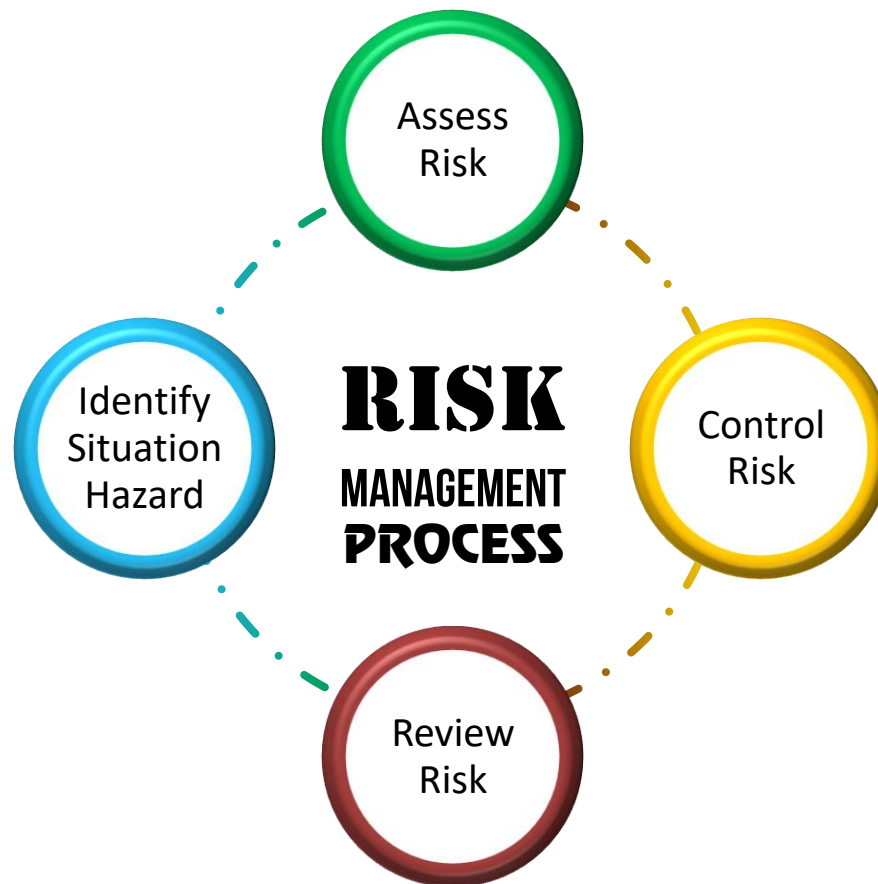 Assess
Risk
Identify
Situation
Hazard
RISK
MANAGEMENT
PROCESS
Control
Risk
Review
Risk